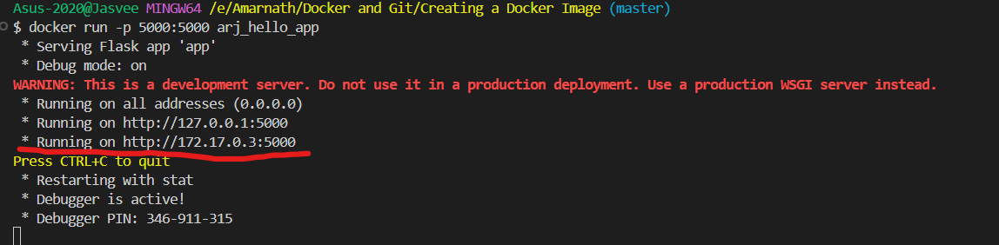 Asus-2020@Jasvee MINGW64 /e/Amarnath/Docker and Git/Creating a Docker Image (master)
$ docker run -p 5000:5000 arj_hello_app
 * Serving Flask app 'app'
 * Debug mode: on
WARNING: This is a development server. Do not use it in a production deployment. Use a production WSGI server instead.
 * Running on all addresses (0.0.0.0)
 * Running on http://127.0.0.1:5000
 * Running on http://172.17.0.3:5000
Press CTRL+C to quit
 * Restarting with stat
 * Debugger is active!
 * Debugger PIN: 346-911-315